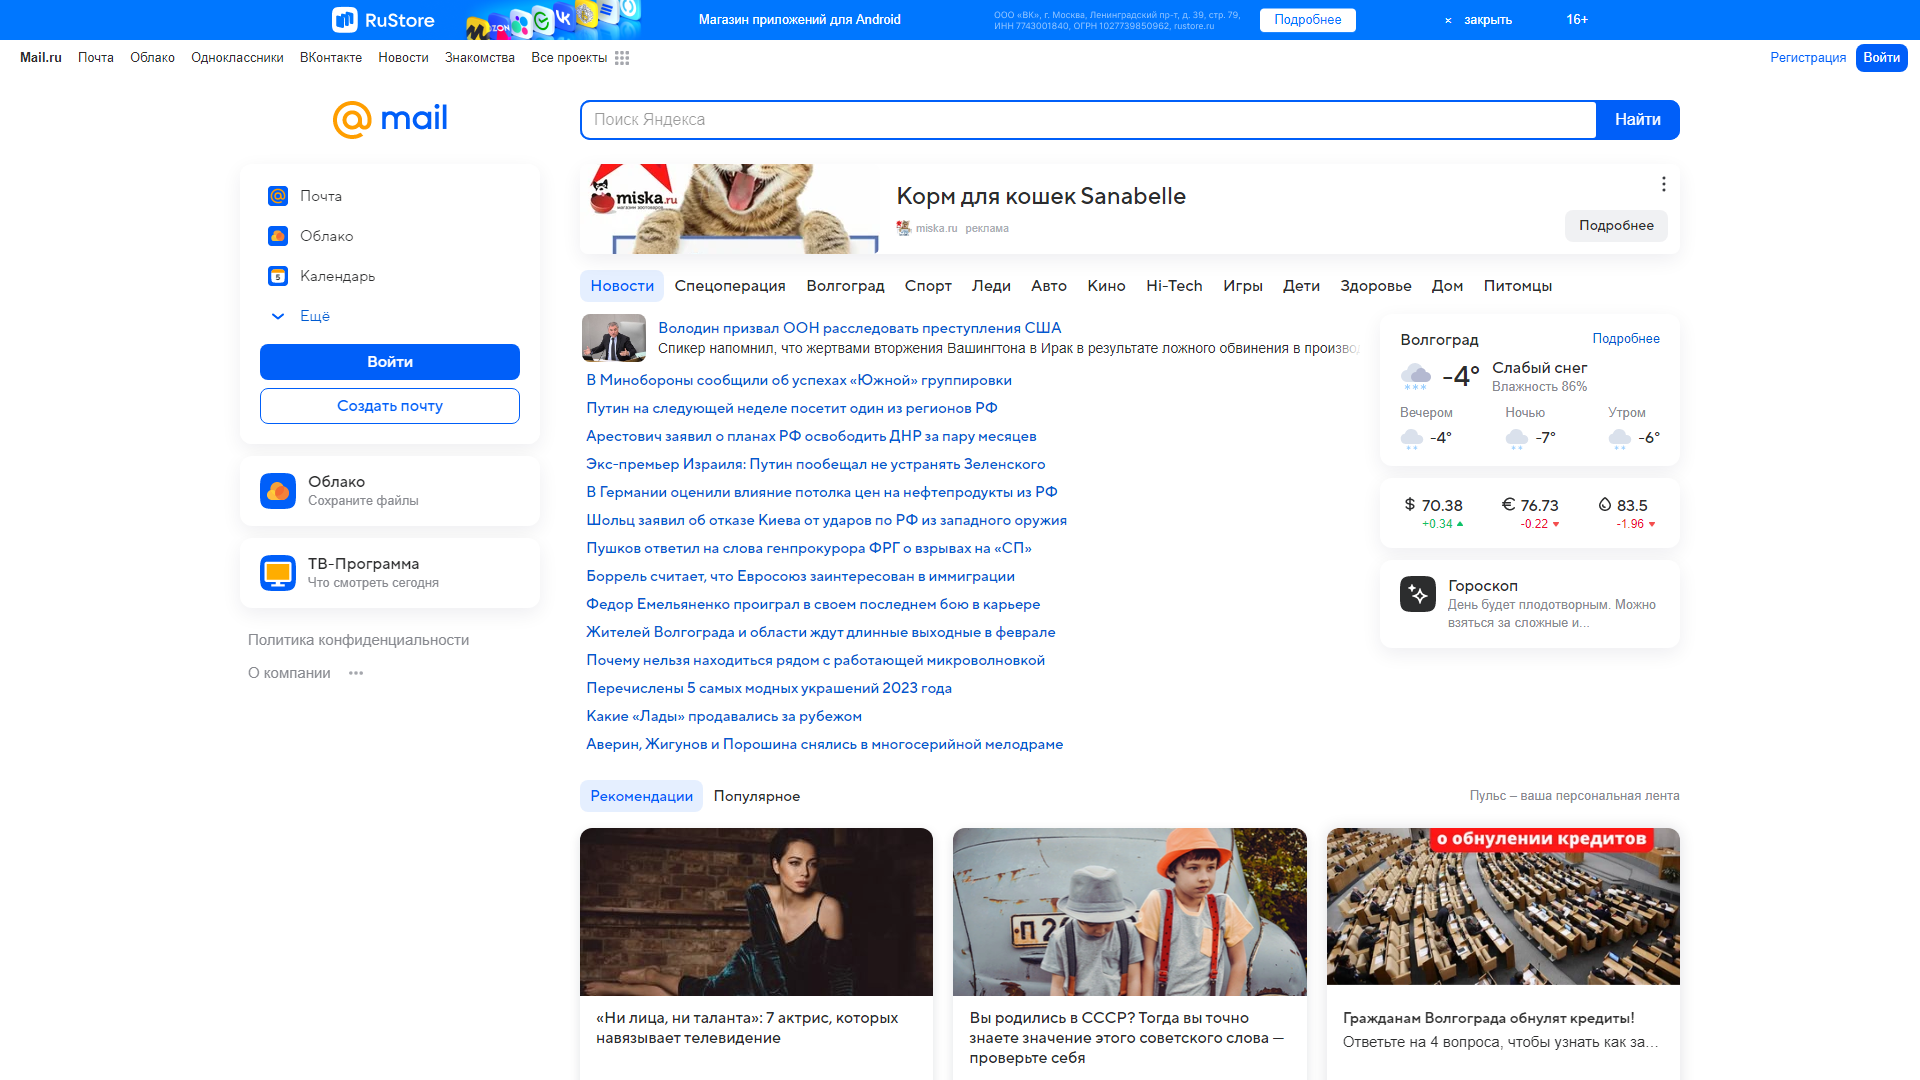 RuStore
Магазин приложений для Android
ООО «ВК», г. Москва, Ленинградский пр-т, д. 39, стр. 79,
ИНН 7743001840, ОГРН 1027739850962, rustore.ru
Подробнее
× закрыть
16+
Mail.ru Почта Облако Одноклассники ВКонтакте Новости Знакомства Все проекты
Регистрация Войти
@mail
Поиск Яндекса
Найти
Почта
Облако
5 Календарь
Ещё
Войти
Создать почту
Облако
Сохраните файлы
ТВ-Программа
Что смотреть сегодня
Политика конфиденциальности
О компании •••
miska.ru
Корм для кошек Sanabelle
miska.ru реклама
Подробнее
Новости Спецоперация Волгоград Спорт Леди Авто Кино Hi-Tech Игры Дети Здоровье Дом Питомцы
Володин призвал ООН расследовать преступления США
Спикер напомнил, что жертвами вторжения Вашингтона в Ирак в результате ложного обвинения в произво
В Минобороны сообщили об успехах «Южной» группировки
Путин на следующей неделе посетит один из регионов РФ
Арестович заявил о планах РФ освободить ДНР за пару месяцев
Экс-премьер Израиля: Путин пообещал не устранять Зеленского
В Германии оценили влияние потолка цен на нефтепродукты из РФ
Шольц заявил об отказе Киева от ударов по РФ из западного оружия
Пушков ответил на слова генпрокурора ФРГ о взрывах на «СП»
Боррель считает, что Евросоюз заинтересован в иммиграции
Федор Емельяненко проиграл в своем последнем бою в карьере
Жителей Волгограда и области ждут длинные выходные в феврале
Почему нельзя находиться рядом с работающей микроволновкой
Перечислены 5 самых модных украшений 2023 года
Какие «Лады» продавались за рубежом
Аверин, Жигунов и Порошина снялись в многосерийной мелодраме
Волгоград Подробнее
-4° Слабый снег
Влажность 86%
Вечером Ночью Утром
-4° -7° -6°
$ 70.38 € 76.73 83.5
+0.34 -0.22 -1.96
Гороскоп
День будет плодотворным. Можно
взяться за сложные и...
Рекомендации Популярное
Пульс – ваша персональная лента
«Ни лица, ни таланта»: 7 актрис, которых
навязывает телевидение
Вы родились в СССР? Тогда вы точно
знаете значение этого советского слова —
проверьте себя
о обнулении кредитов
Гражданам Волгограда обнулят кредиты!
Ответьте на 4 вопроса, чтобы узнать как за...